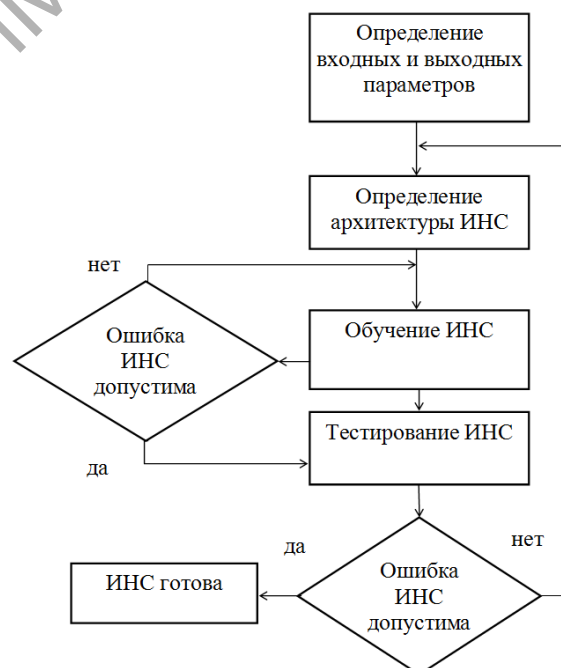 Определение
входных и выходных
параметров
Определение
архитектуры ИНС
нет
Обучение ИНС
Ошибка
ИНС
допустима
Тестирование ИНС
да
да
нет
ИНС готова
Ошибка
ИНС
допустима